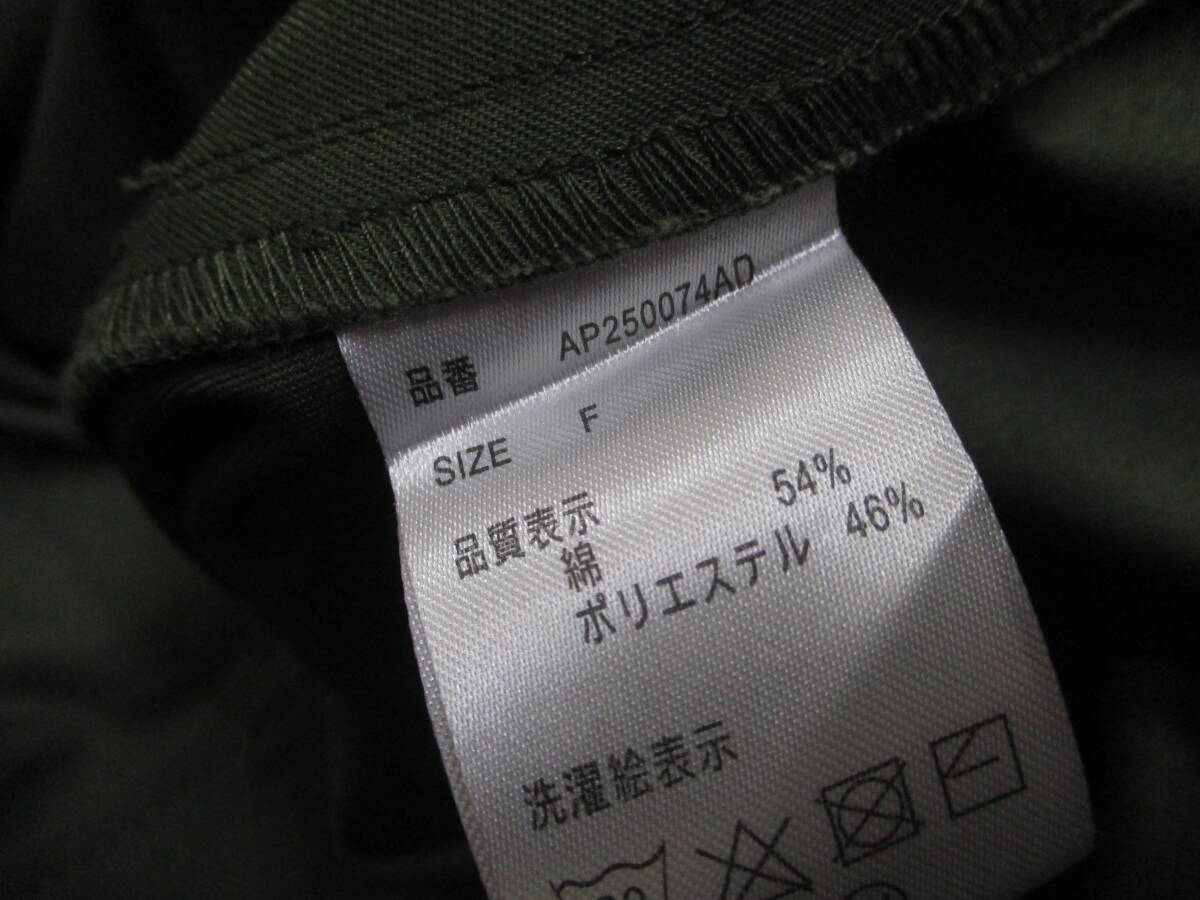 品番 AP250074AD
SIZE F
品質表示
綿 54%
ポリエステル 46%
洗濯絵表示